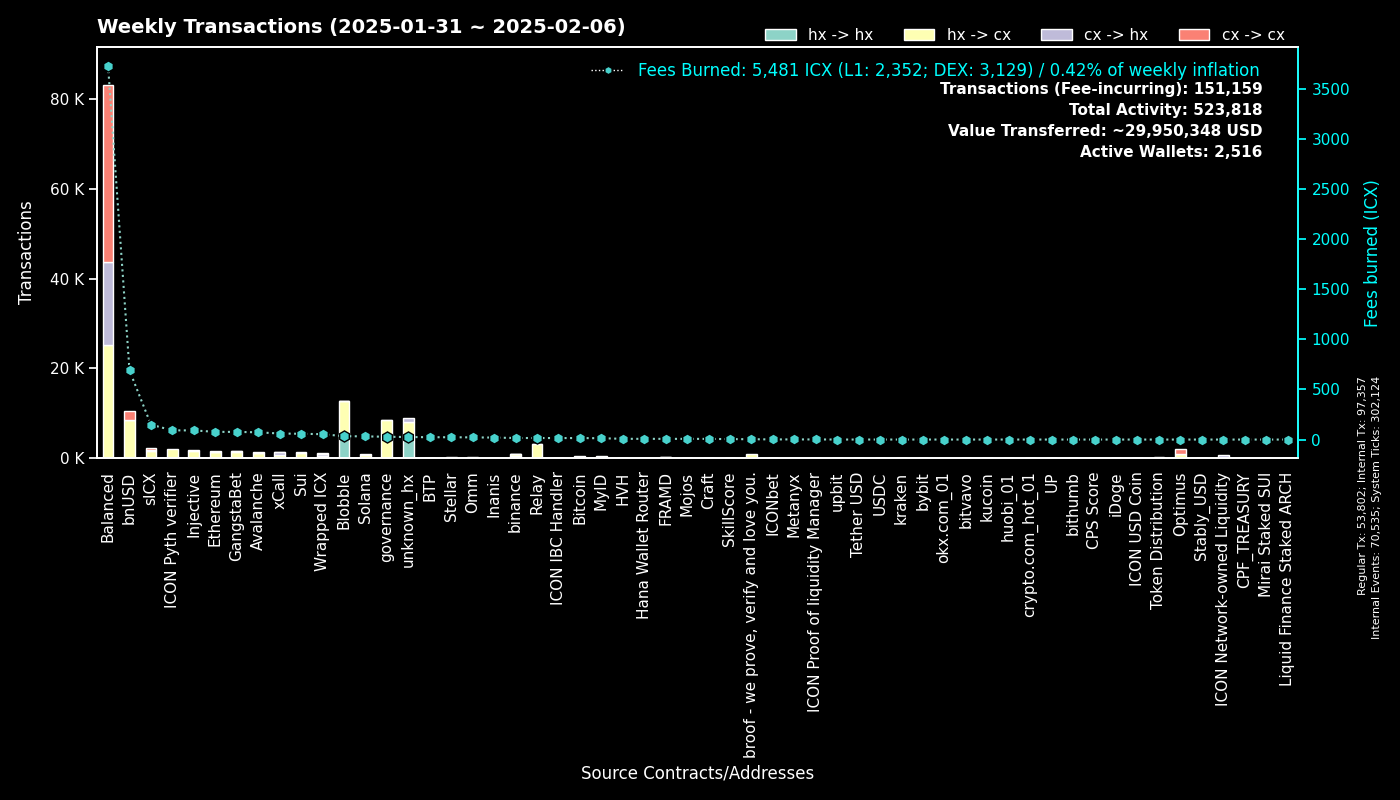 Weekly Transactions (2025-01-31 ~ 2025-02-06)
hx -> hx
hx -> cx
cx -> hx
cx -> cx
Fees Burned: 5,481 ICX (L1: 2,352; DEX: 3,129) / 0.42% of weekly inflation
Transactions (Fee-incurring): 151,159
Total Activity: 523,818
Value Transferred: ~29,950,348 USD
Active Wallets: 2,516
Transactions
80 K
60 K
40 K
20 K
0 K
3500
3000
2500
2000
1500
1000
500
0
Fees burned (ICX)
Regular Tx: 53,802; Internal Tx: 97,357
Internal Events: 70,535; System Ticks: 302,124
Balanced
bnUSD
sICX
ICON Pyth verifier
Injective
Ethereum
GangstaBet
Avalanche
xCall
Sui
Wrapped ICX
Blobble
Solana
governance
unknown_hx
BTP
Stellar
Omm
Inanis
binance
Relay
ICON IBC Handler
Bitcoin
MyID
HVH
Hana Wallet Router
FRAMD
Mojos
Craft
SkillScore
broof - we prove, verify and love you.
ICONbet
Metanyx
ICON Proof of liquidity Manager
upbit
Tether USD
USDC
kraken
bybit
okx.com_01
bitvavo
kucoin
huobi_01
crypto.com_hot_01
UP
bithumb
CPS Score
iDoge
ICON USD Coin
Token Distribution
Optimus
Stably_USD
ICON Network-owned Liquidity
CPF_TREASURY
Mirai Staked SUI
Liquid Finance Staked ARCH
Source Contracts/Addresses